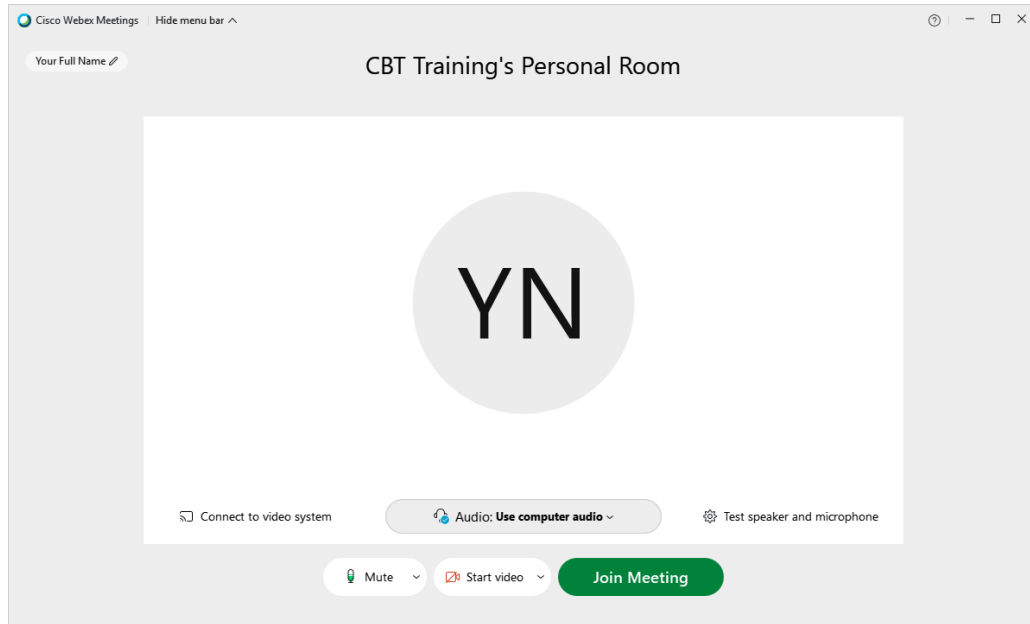 Cisco Webex Meetings Hide menu bar
Your Full Name
CBT Training's Personal Room
YN
Connect to video system Audio: Use computer audio Test speaker and microphone
Mute Start video Join Meeting